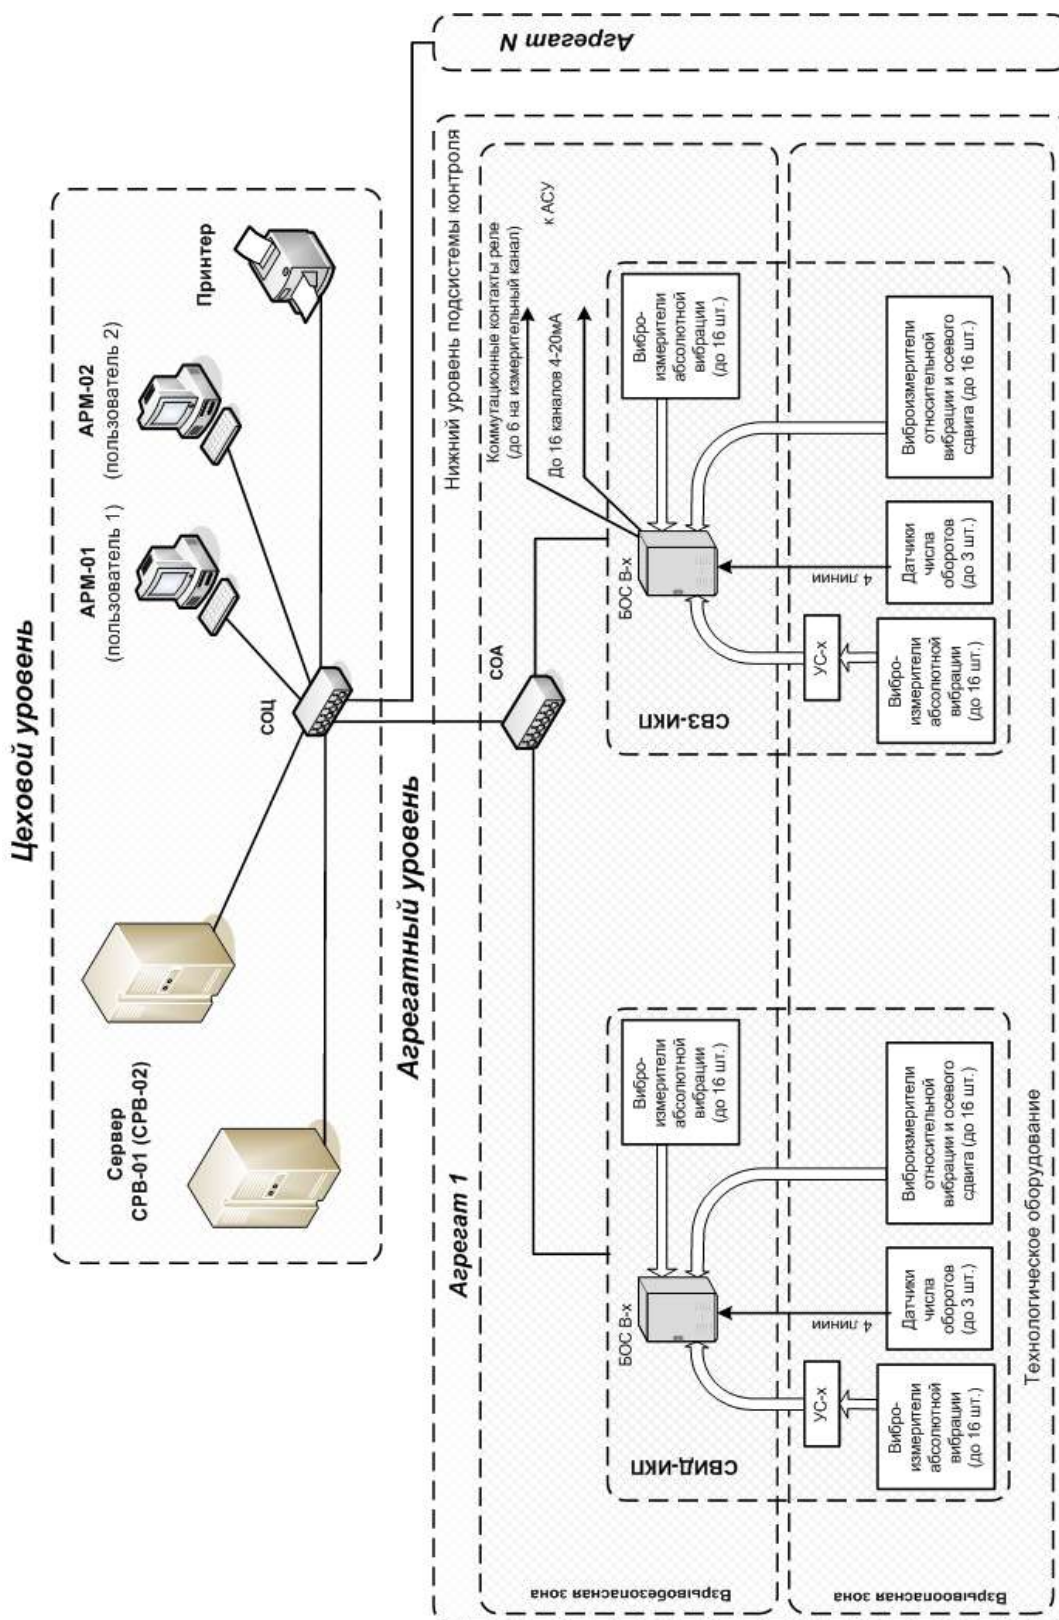 Цеховой уровень
Сервер
СРВ-01 (СРВ-02)
СОЦ
АРМ-01
(пользователь 1)
АРМ-02
(пользователь 2)
Принтер
Агрегатный уровень
Агрегат 1
Агрегат N
Нижний уровень подсистемы контроля
СОА
Коммутационные контакты реле
(до 6 на измерительный канал)
к АСУ
До 16 каналов 4-20мА
Взрывобезопасная зона
СВИД-ИКП
БОС В-х
Вибро-
измерители
абсолютной
вибрации
(до 16 шт.)
УС-х
4 линии
Вибро-
измерители
абсолютной
вибрации
(до 16 шт.)
Датчики
числа
оборотов
(до 3 шт.)
Виброизмерители
относительной
вибрации и осевого
сдвига (до 16 шт.)
СВЗ-ИКП
БОС В-х
Вибро-
измерители
абсолютной
вибрации
(до 16 шт.)
УС-х
4 линии
Вибро-
измерители
абсолютной
вибрации
(до 16 шт.)
Датчики
числа
оборотов
(до 3 шт.)
Виброизмерители
относительной
вибрации и осевого
сдвига (до 16 шт.)
Взрывоопасная зона
Технологическое оборудование